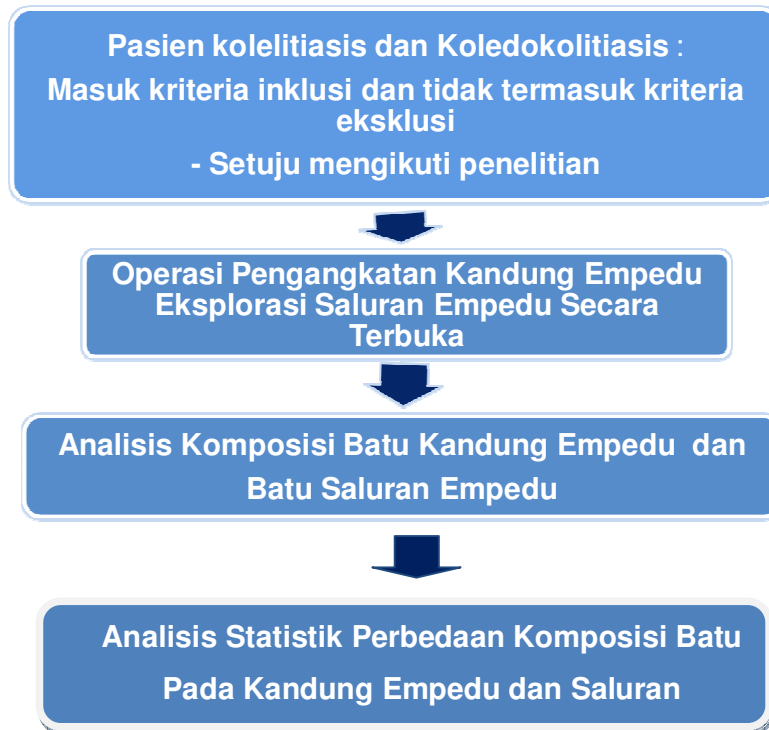 Pasien kolelitiasis dan Koledokolitiasis :
Masuk kriteria inklusi dan tidak termasuk kriteria
eksklusi
- Setuju mengikuti penelitian
Operasi Pengangkatan Kandung Empedu
Eksplorasi Saluran Empedu Secara
Terbuka
Analisis Komposisi Batu Kandung Empedu dan
Batu Saluran Empedu
Analisis Statistik Perbedaan Komposisi Batu
Pada Kandung Empedu dan Saluran